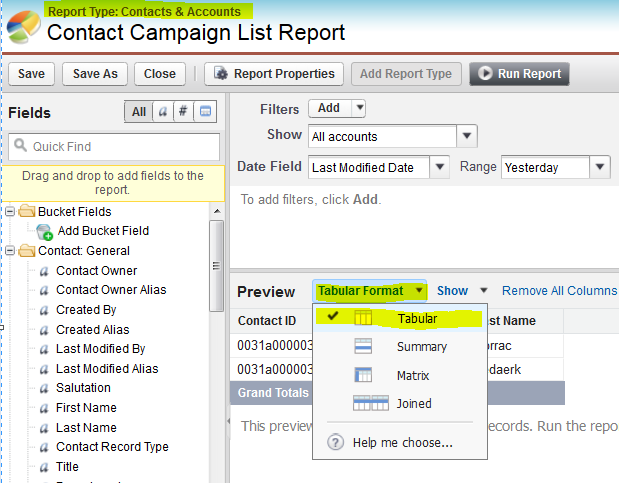 Report Type: Contacts & Accounts
Contact Campaign List Report
Save Save As Close Report Properties Add Report Type Run Report
Fields All a #
Quick Find
Drag and drop to add fields to the
report.
Bucket Fields
Add Bucket Field
Contact: General
a Contact Owner
a Contact Owner Alias
a Created By
a Created Alias
a Last Modified By
a Last Modified Alias
a Salutation
a First Name
a Last Name
a Contact Record Type
a Title
Filters Add
Show All accounts
Date Field Last Modified Date Range Yesterday
To add filters, click Add.
Preview Tabular Format Show Remove All Columns
Contact ID st Name
0031a000003 orrac
0031a000003 edaerk
Grand Totals
This preview records. Run the repo
Tabular
Summary
Matrix
Joined
? Help me choose...